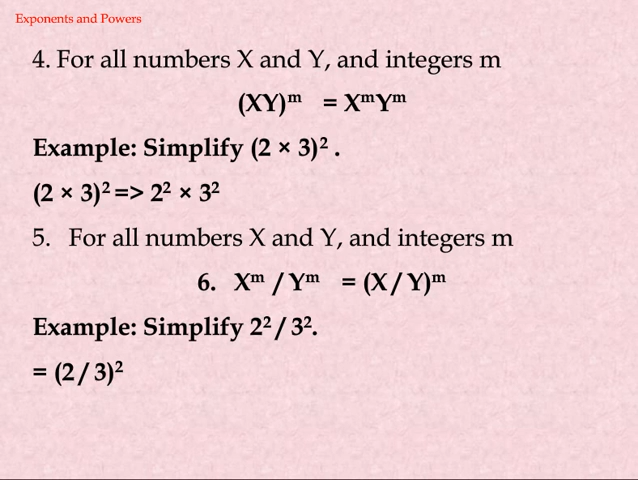 Exponents and Powers
4. For all numbers X and Y, and integers m
(XY)ᵐ = XᵐYᵐ
Example: Simplify (2 × 3)² .
(2 × 3)² => 2² × 3²
5. For all numbers X and Y, and integers m
6. Xᵐ / Yᵐ = (X / Y)ᵐ
Example: Simplify 2² / 3².
= (2 / 3)²